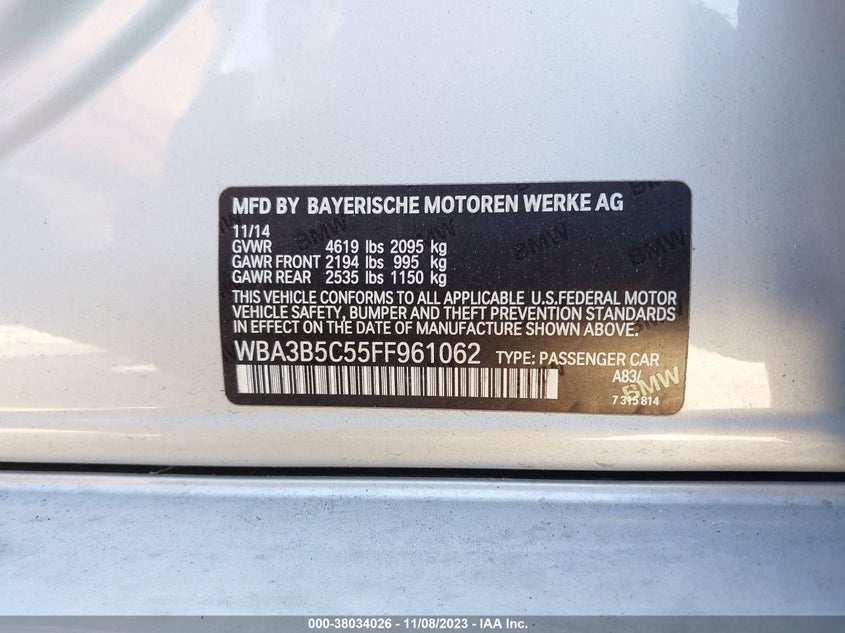 MFD BY BAYERISCHE MOTOREN WERKE AG
11/14
GVWR 4619 lbs 2095 kg
GAWR FRONT 2194 lbs 995 kg
GAWR REAR 2535 lbs 1150 kg
THIS VEHICLE CONFORMS TO ALL APPLICABLE U.S.FEDERAL MOTOR
VEHICLE SAFETY, BUMPER AND THEFT PREVENTION STANDARDS
IN EFFECT ON THE DATE OF MANUFACTURE SHOWN ABOVE.
WBA3B5C55FF961062 TYPE: PASSENGER CAR
A83/
BMW
7 315 814
000-38034026 - 11/08/2023 - IAA Inc.